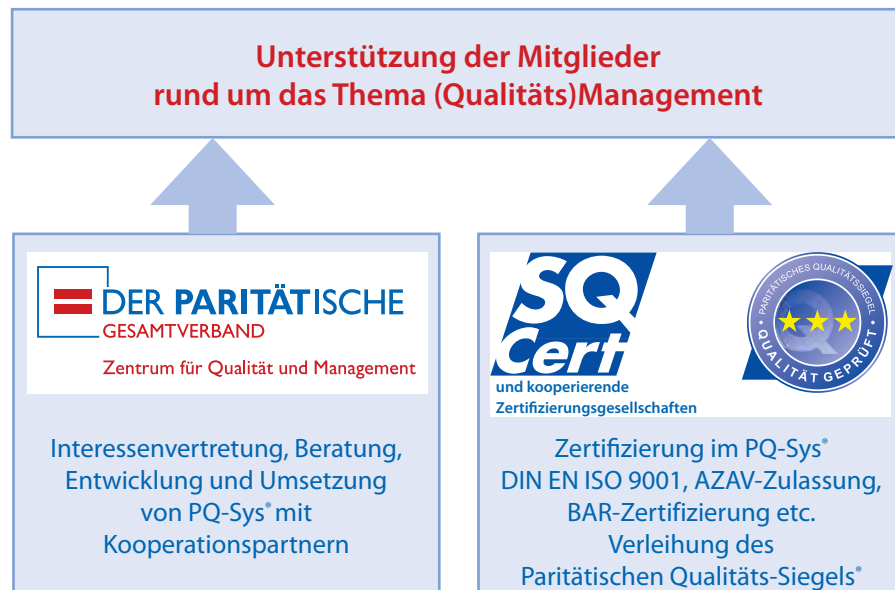 Unterstützung der Mitglieder
rund um das Thema (Qualitäts)Management
DER PARITÄTISCHE
GESAMTVERBAND
Zentrum für Qualität und Management
Interessenvertretung, Beratung,
Entwicklung und Umsetzung
von PQ-Sys® mit
Kooperationspartnern
SQ
Cert
und kooperierende
Zertifizierungsgesellschaften
PARITÄTISCHES QUALITÄTSSIEGEL
Q
• QUALITÄT GEPRÜFT •
Zertifizierung im PQ-Sys®
DIN EN ISO 9001, AZAV-Zulassung,
BAR-Zertifizierung etc.
Verleihung des
Paritätischen Qualitäts-Siegels®